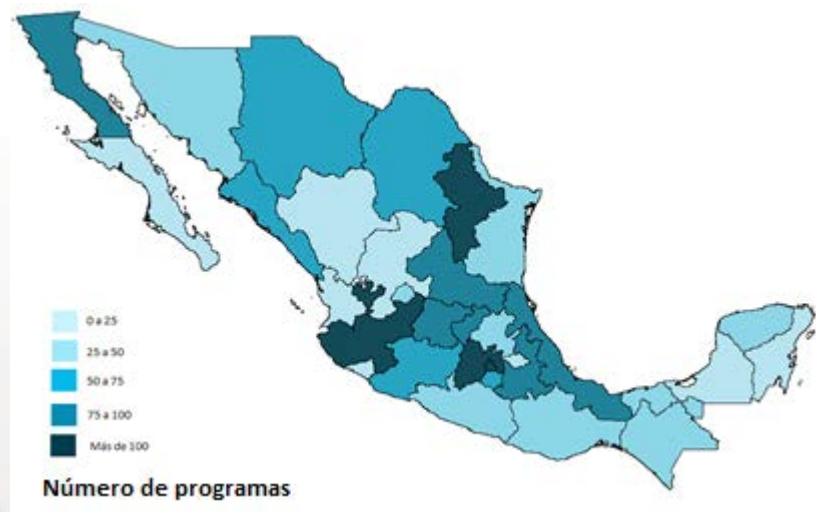 0 a 25
25 a 50
50 a 75
75 a 100
Más de 100
Número de programas